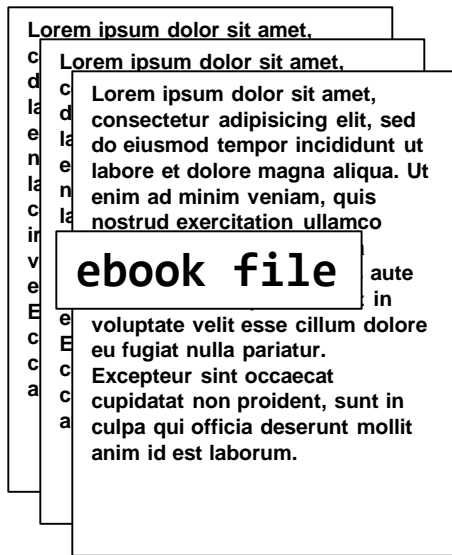 Lorem ipsum dolor sit amet,
Lorem ipsum dolor sit amet,
Lorem ipsum dolor sit amet,
consectetur adipisicing elit, sed
do eiusmod tempor incididunt ut
labore et dolore magna aliqua. Ut
enim ad minim veniam, quis
nostrud exercitation ullamco
ebook file
aute
in
voluptate velit esse cillum dolore
eu fugiat nulla pariatur.
Excepteur sint occaecat
cupidatat non proident, sunt in
culpa qui officia deserunt mollit
anim id est laborum.